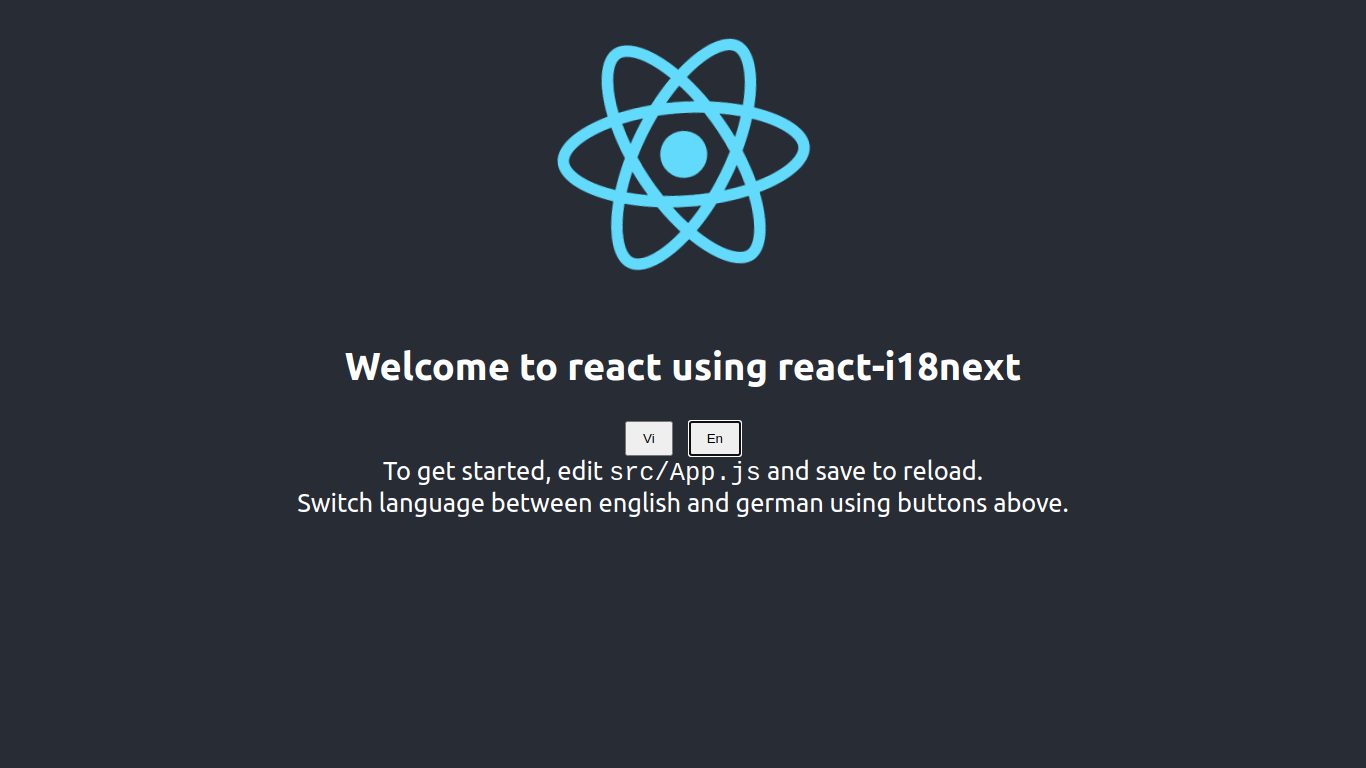 Welcome to react using react-i18next
Vi En
To get started, edit src/App.js and save to reload.
Switch language between english and german using buttons above.